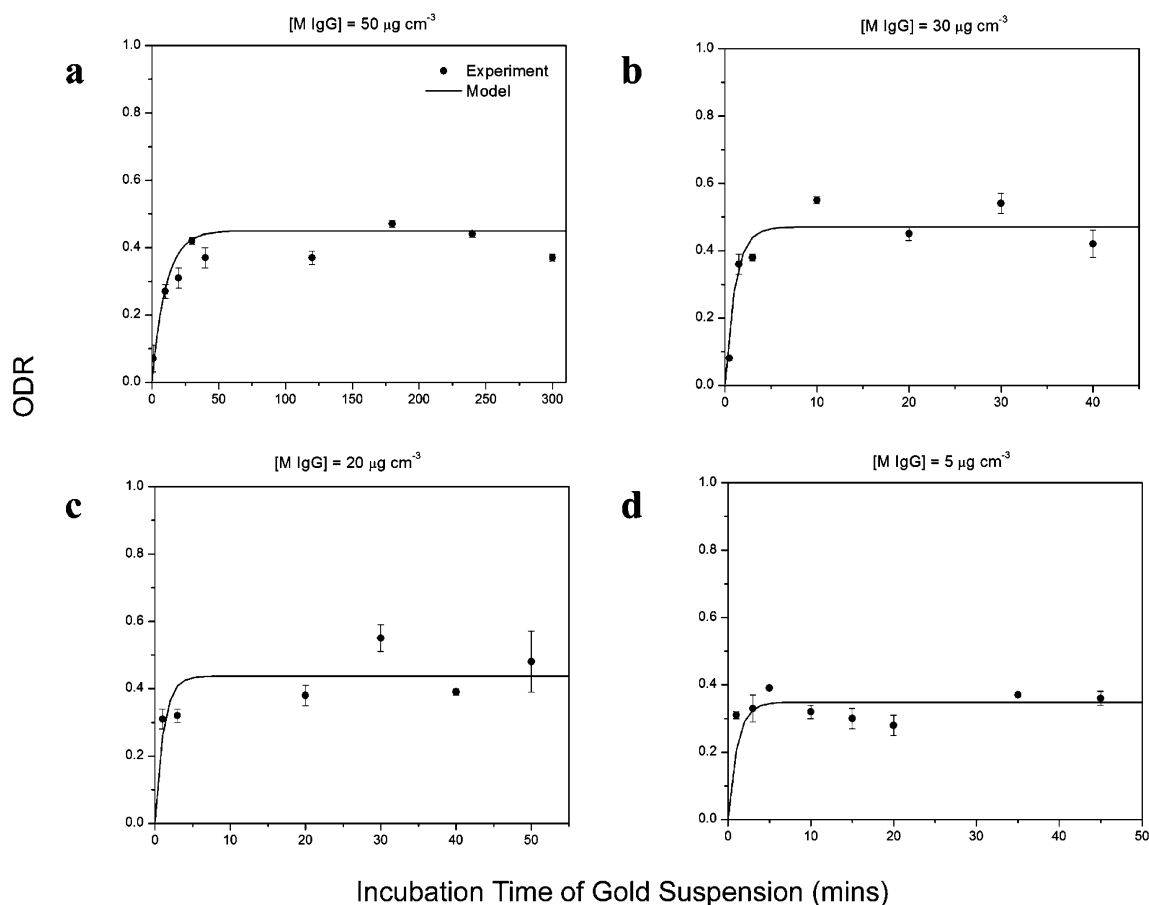 [M IgG] = 50 μg cm⁻³
a
Experiment
Model
1.0
0.8
0.6
0.4
0.2
0.0
0 50 100 150 200 250 300
[M IgG] = 30 μg cm⁻³
b
1.0
0.8
0.6
0.4
0.2
0.0
0 10 20 30 40
ODR
[M IgG] = 20 μg cm⁻³
c
1.0
0.8
0.6
0.4
0.2
0.0
0 10 20 30 40 50
[M IgG] = 5 μg cm⁻³
d
1.0
0.8
0.6
0.4
0.2
0.0
0 10 20 30 40 50
Incubation Time of Gold Suspension (mins)